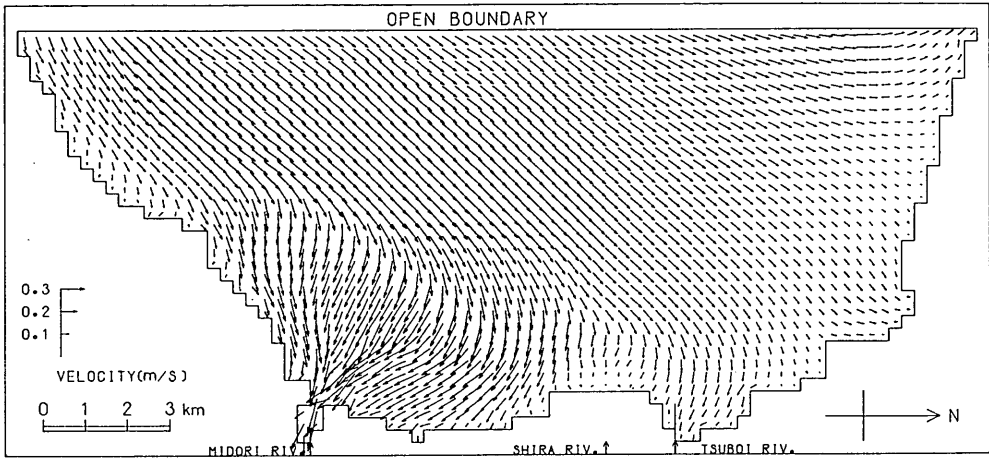 OPEN BOUNDARY
0.3
0.2
0.1
VELOCITY(m/s)
0 1 2 3 km
N
MIDORI RIV.
SHIRA RIV.
TSUBOI RIV.